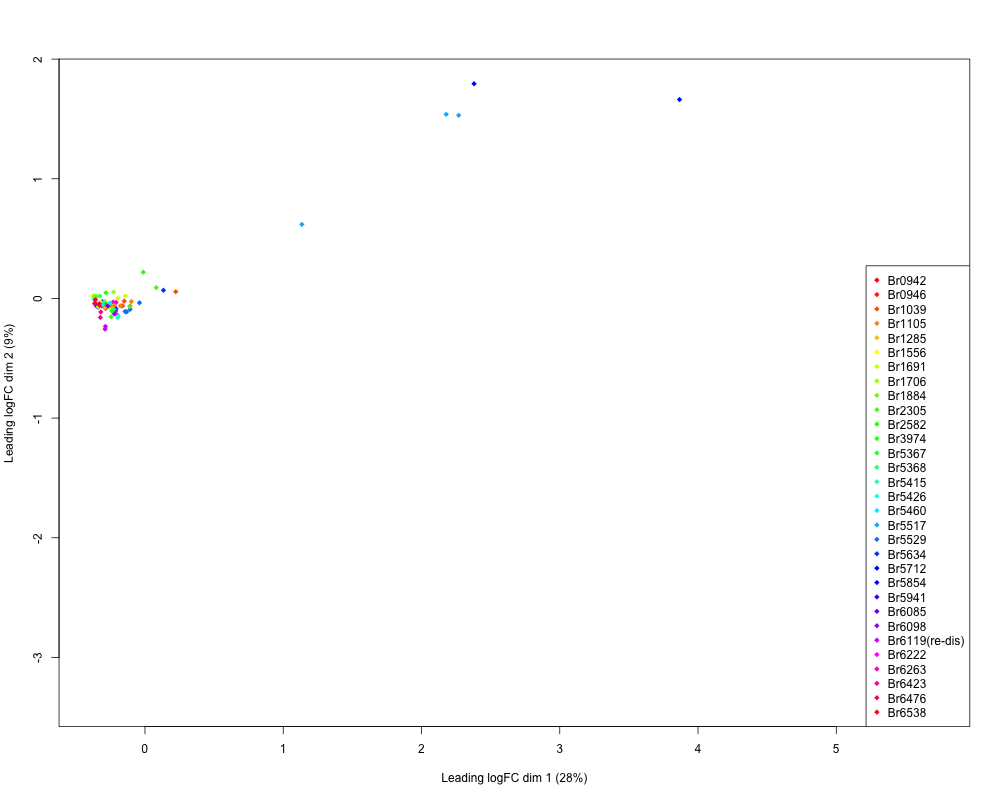 2
1
0
-1
-2
-3
Leading logFC dim 2 (9%)
0 1 2 3 4 5
Leading logFC dim 1 (28%)
Br0942
Br0946
Br1039
Br1105
Br1285
Br1556
Br1691
Br1706
Br1884
Br2305
Br2582
Br3974
Br5367
Br5368
Br5415
Br5426
Br5460
Br5517
Br5529
Br5634
Br5712
Br5854
Br5941
Br6085
Br6098
Br6119(re-dis)
Br6222
Br6263
Br6423
Br6476
Br6538